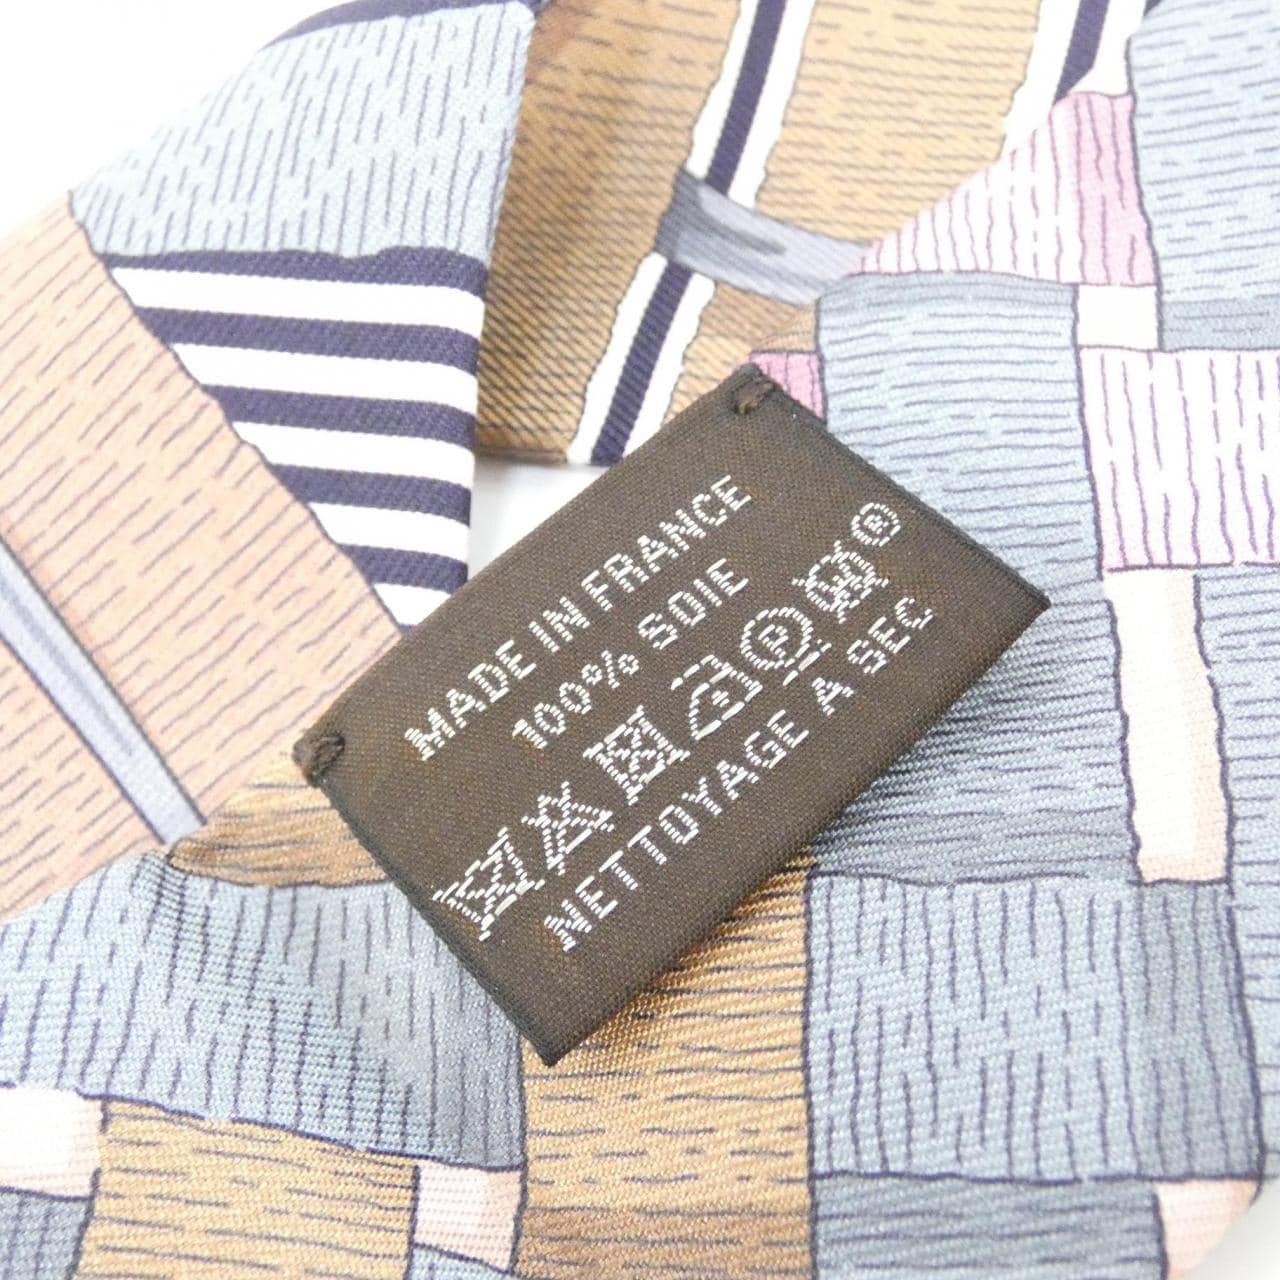 MADE IN FRANCE
100% SOIE
P ®
NETTOYAGE A SEC